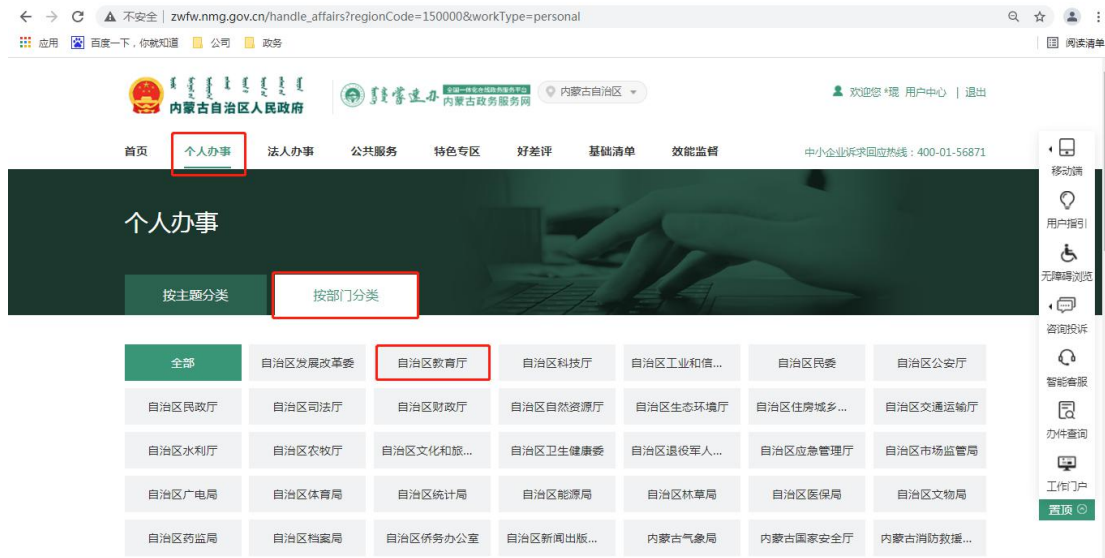 不安全 | zwfw.nmg.gov.cn/handle_affairs?regionCode=150000&workType=personal
应用 百度一下，你就知道 公司 政务 阅读清单
内蒙古自治区人民政府
全国一体化在线政务服务平台
内蒙古政务服务网
内蒙古自治区
欢迎您 *琨 用户中心 | 退出
首页 个人办事 法人办事 公共服务 特色专区 好差评 基础清单 效能监督 中小企业诉求回应热线：400-01-56871
个人办事
按主题分类 按部门分类
全部 自治区发展改革委 自治区教育厅 自治区科技厅 自治区工业和信... 自治区民委 自治区公安厅
自治区民政厅 自治区司法厅 自治区财政厅 自治区自然资源厅 自治区生态环境厅 自治区住房城乡... 自治区交通运输厅
自治区水利厅 自治区农牧厅 自治区文化和旅... 自治区卫生健康委 自治区退役军人... 自治区应急管理厅 自治区市场监管局
自治区广电局 自治区体育局 自治区统计局 自治区能源局 自治区林草局 自治区医保局 自治区文物局
自治区药监局 自治区档案局 自治区侨务办公室 自治区新闻出版... 内蒙古气象局 内蒙古国家安全厅 内蒙古消防救援...
移动端
用户指引
无障碍浏览
咨询投诉
智能客服
办件查询
工作门户
置顶